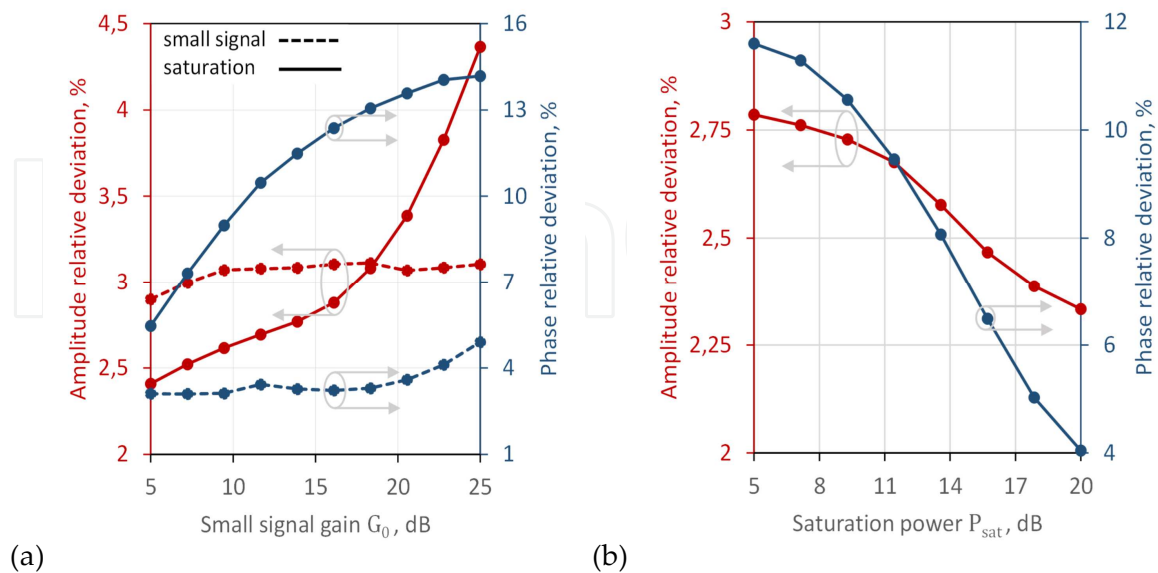 4,5
4
3,5
3
2,5
2
Amplitude relative deviation, %
small signal
saturation
16
13
10
7
4
1
Phase relative deviation, %
5 10 15 20 25
Small signal gain G₀, dB
(a)
3
2,75
2,5
2,25
2
Amplitude relative deviation, %
12
10
8
6
4
Phase relative deviation, %
5 8 11 14 17 20
Saturation power Psat, dB
(b)